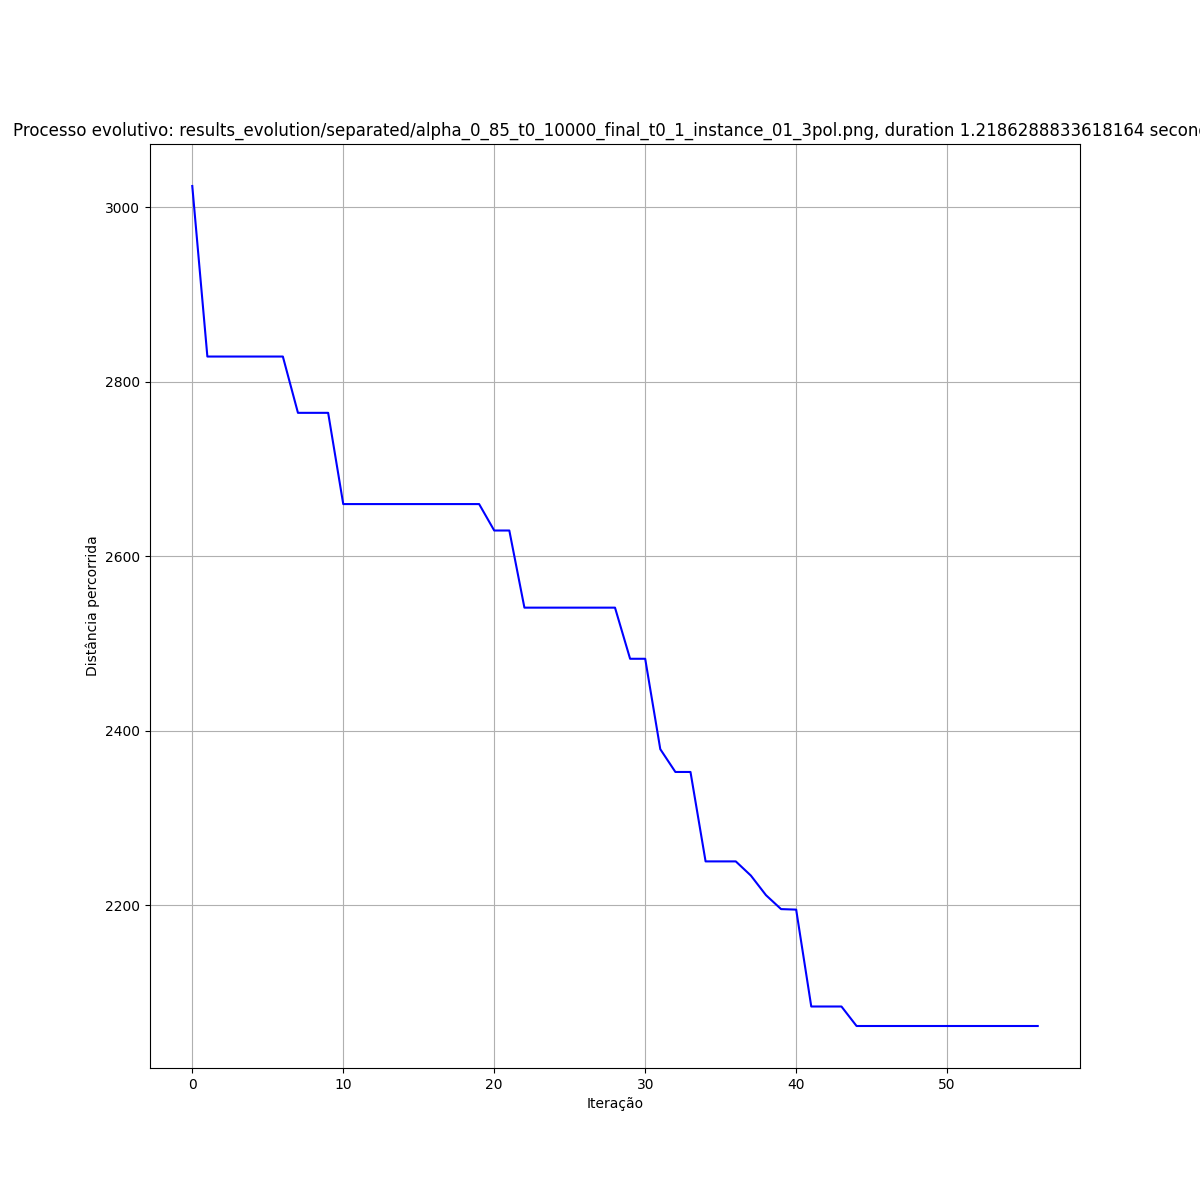 Processo evolutivo: results_evolution/separated/alpha_0_85_t0_10000_final_t0_1_instance_01_3pol.png, duration 1.2186288833618164 secon
3000
2800
2600
2400
2200
Distância percorrida
0 10 20 30 40 50
Iteração